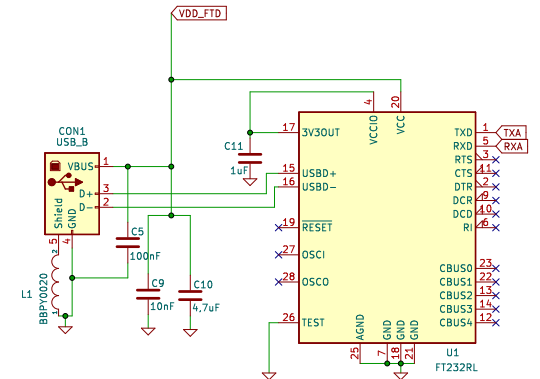 VDD_FTD
CON1
USB_B
VBUS 1
D+ 3
D- 2
Shield
GND
5
4
L1
BBPY0020
2
1
C5
100nF
C9
10nF
C10
4,7uF
C11
1uF
4
20
VCCIO
VCC
17 3V3OUT
15 USBD+
16 USBD-
19 RESET
27 OSCI
28 OSCO
26 TEST
TXD 1 TXA
RXD 5 RXA
RTS 3
CTS 11
DTR 2
DCR 9
DCD 10
RI 6
CBUS0 23
CBUS1 22
CBUS2 13
CBUS3 14
CBUS4 12
AGND
GND
GND
GND
25
7
18
21
U1
FT232RL